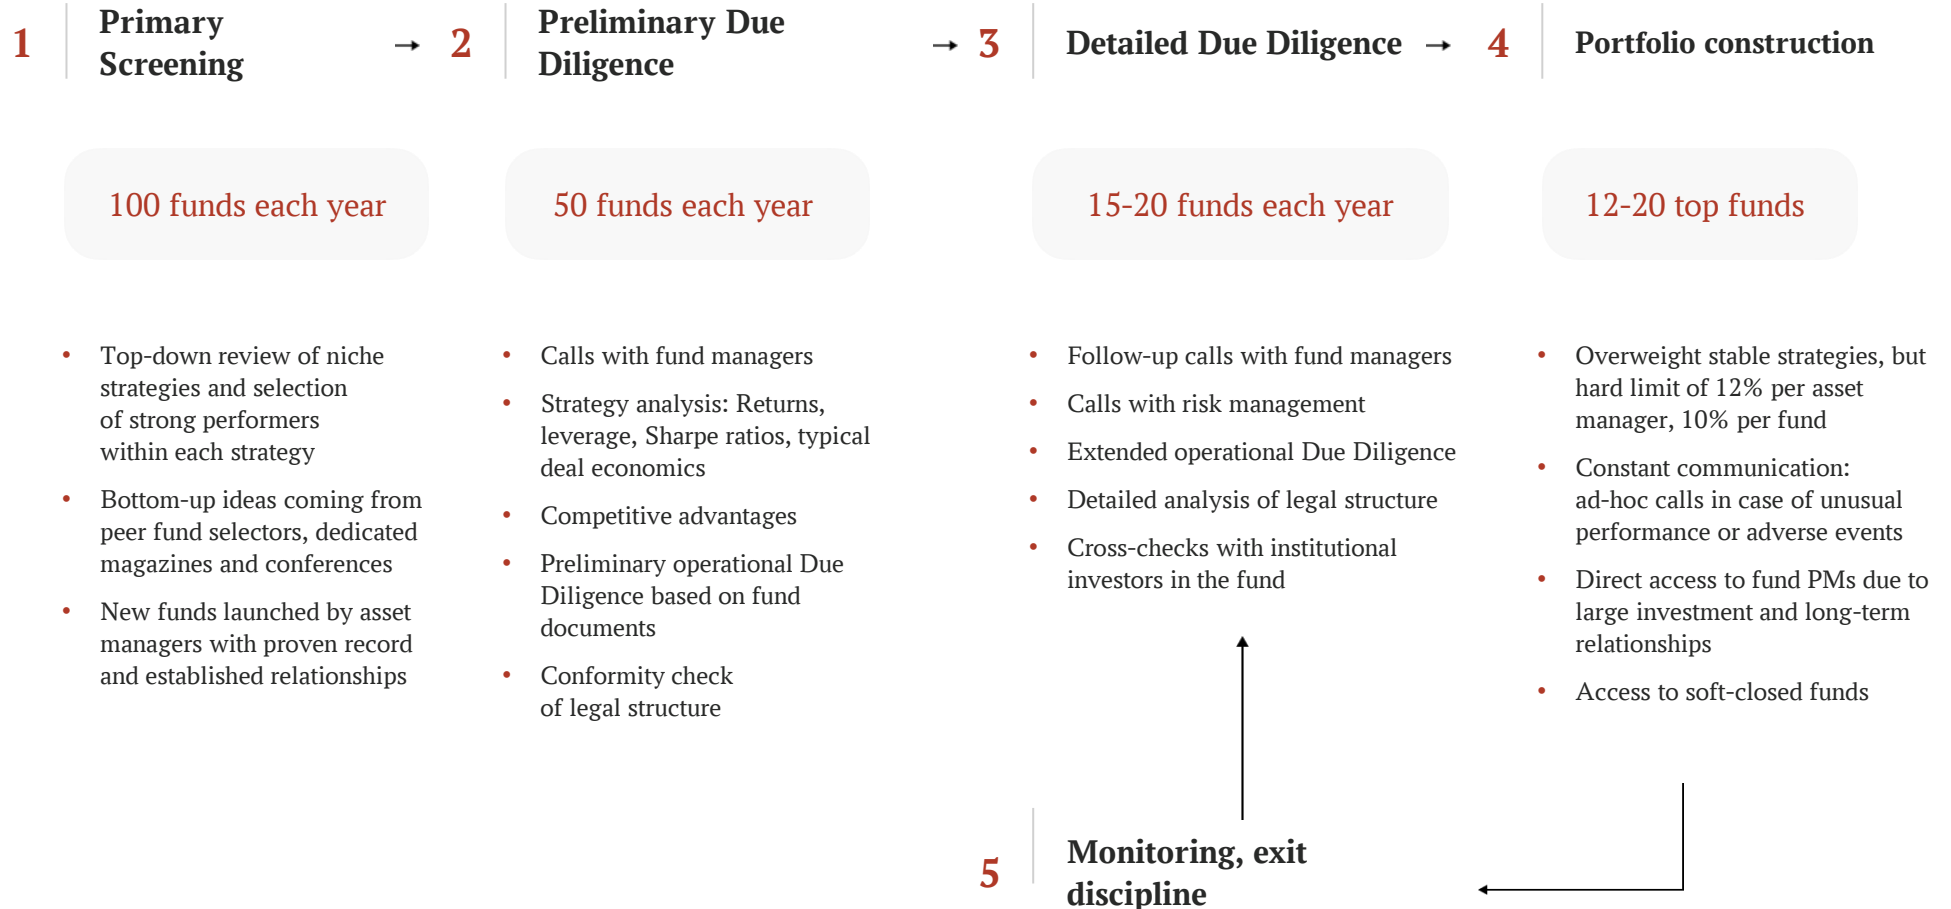 1
Primary
Screening
→
2
Preliminary Due
Diligence
→
3
Detailed Due Diligence
→
4
Portfolio construction
100 funds each year
50 funds each year
15-20 funds each year
12-20 top funds
• Top-down review of niche
strategies and selection
of strong performers
within each strategy
• Bottom-up ideas coming from
peer fund selectors, dedicated
magazines and conferences
• New funds launched by asset
managers with proven record
and established relationships
• Calls with fund managers
• Strategy analysis: Returns,
leverage, Sharpe ratios, typical
deal economics
• Competitive advantages
• Preliminary operational Due
Diligence based on fund
documents
• Conformity check
of legal structure
• Follow-up calls with fund managers
• Calls with risk management
• Extended operational Due Diligence
• Detailed analysis of legal structure
• Cross-checks with institutional
investors in the fund
• Overweight stable strategies, but
hard limit of 12% per asset
manager, 10% per fund
• Constant communication:
ad-hoc calls in case of unusual
performance or adverse events
• Direct access to fund PMs due to
large investment and long-term
relationships
• Access to soft-closed funds
5
Monitoring, exit
discipline